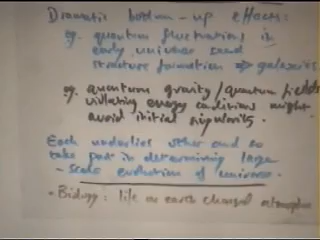 Dramatic bottom-up effects:
eg. quantum fluctuations in
early universe seed
structure formation ⇒ galaxies
eg. quantum gravity/quantum fields
violating energy conditions might
avoid initial singularity.
Each underlies other and so
take part in determining large
-scale evolution of universe.
- Biology: life on earth changed atmosphere